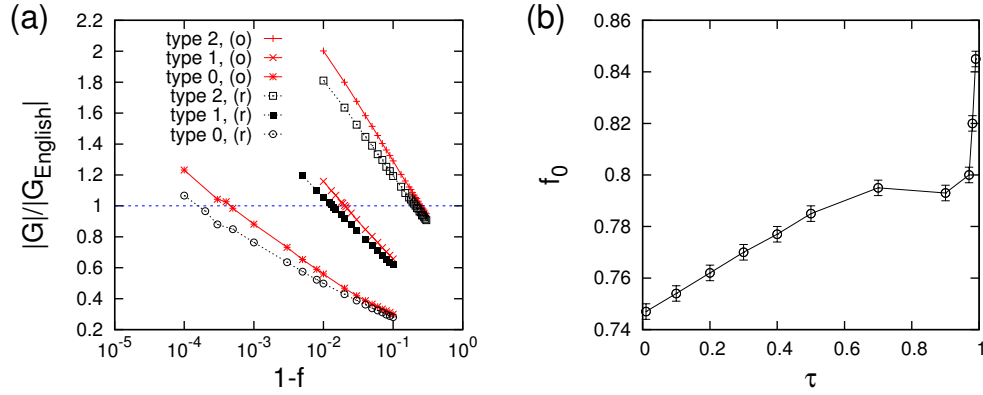 (a)
|G|/|G_English|
2.2
2
1.8
1.6
1.4
1.2
1
0.8
0.6
0.4
0.2
type 2, (o)
type 1, (o)
type 0, (o)
type 2, (r)
type 1, (r)
type 0, (r)
10^-5 10^-4 10^-3 10^-2 10^-1 10^0
1-f
(b)
f_0
0.86
0.84
0.82
0.8
0.78
0.76
0.74
0 0.2 0.4 0.6 0.8 1
τ